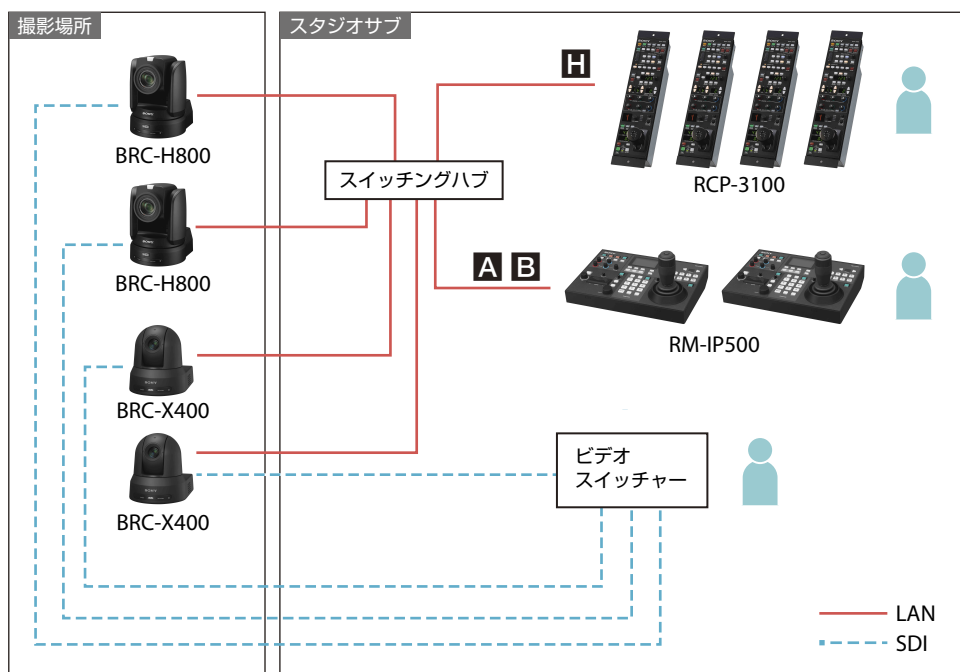 撮影場所
スタジオサブ
BRC-H800
BRC-H800
BRC-X400
BRC-X400
スイッチングハブ
H
RCP-3100
A B
RM-IP500
ビデオ
スイッチャー
LAN
SDI